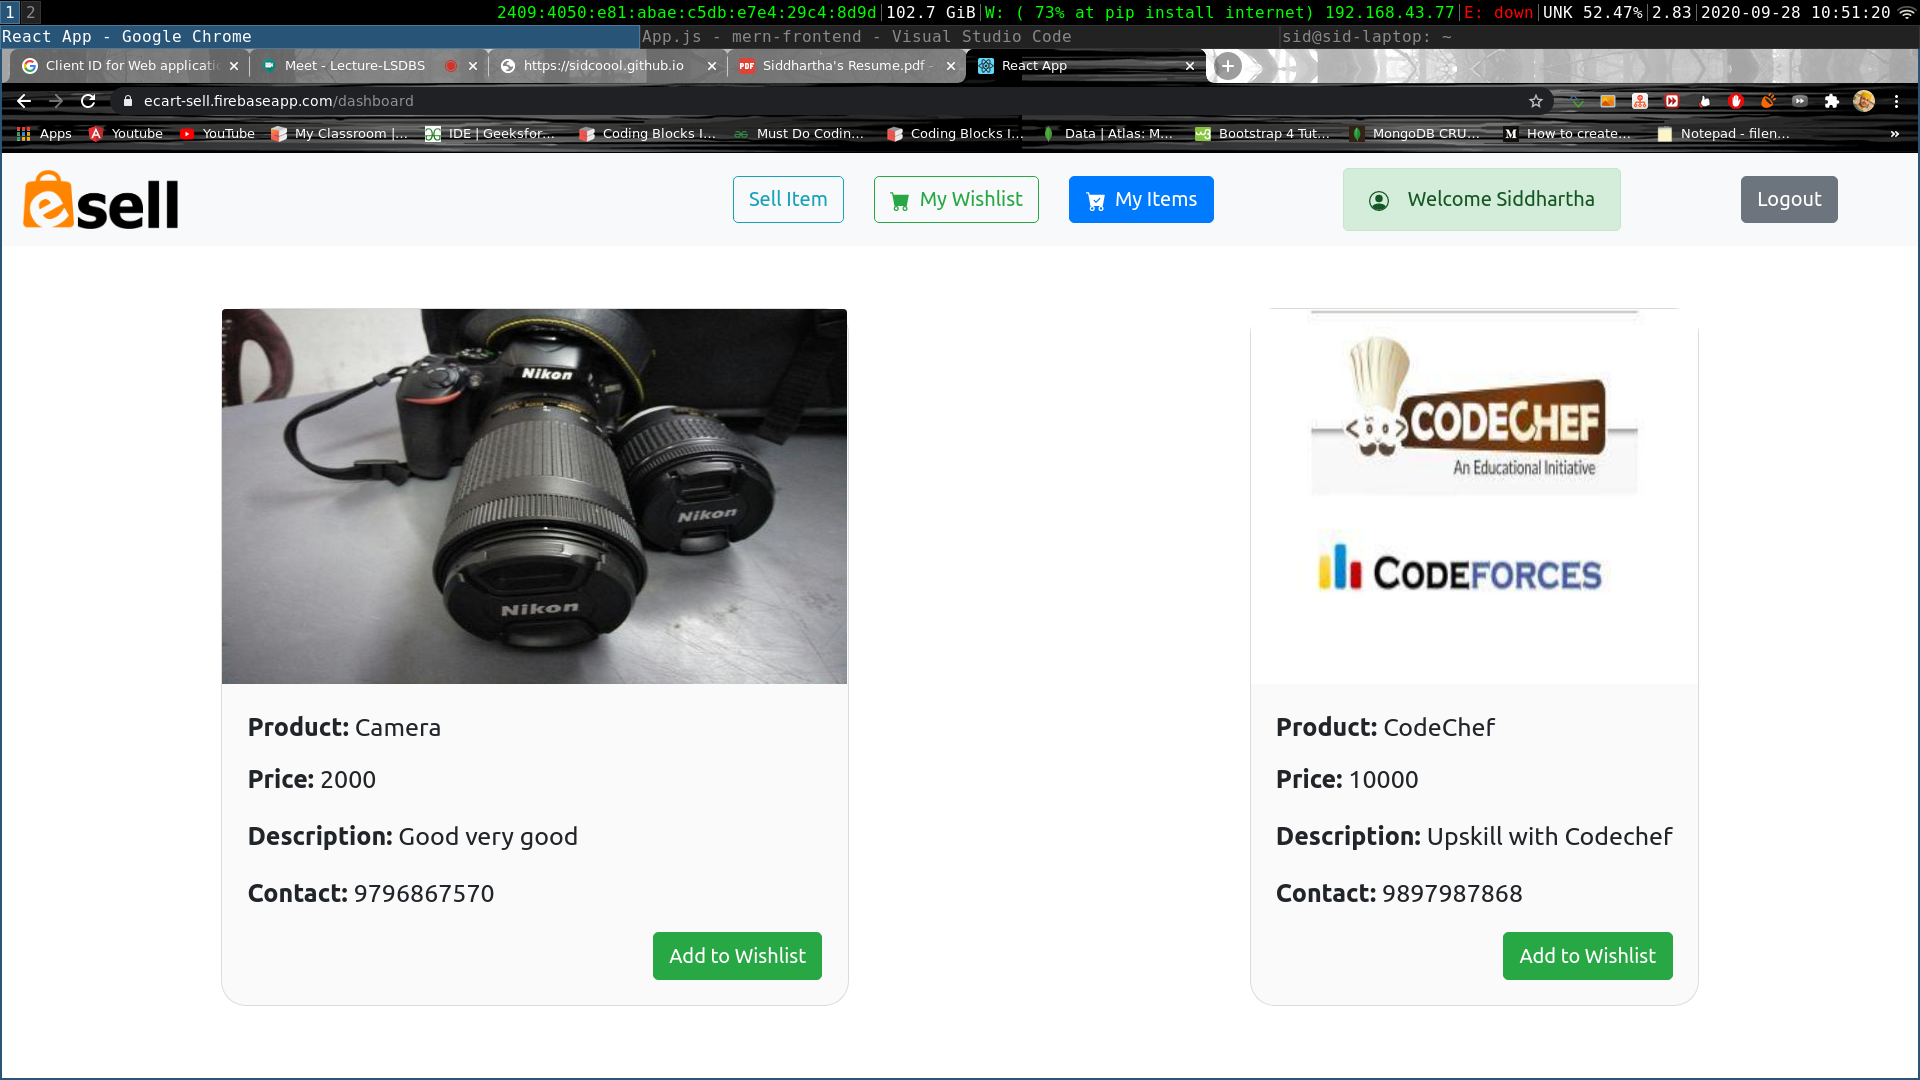 1 2 2409:4050:e81:abae:c5db:e7e4:29c4:8d9d|102.7 GiB|W: ( 73% at pip install internet) 192.168.43.77|E: down|UNK 52.47%|2.83|2020-09-28 10:51:20
React App - Google Chrome App.js - mern-frontend - Visual Studio Code sid@sid-laptop: ~
Client ID for Web applicatio Meet - Lecture-LSDBS https://sidcoool.github.io Siddhartha's Resume.pdf - React App
ecart-sell.firebaseapp.com/dashboard
Apps Youtube YouTube My Classroom |... IDE | Geeksfor... Coding Blocks I... Must Do Codin... Coding Blocks I... Data | Atlas: M... Bootstrap 4 Tut... MongoDB CRU... How to create... Notepad - filen... »
esell Sell Item My Wishlist My Items Welcome Siddhartha Logout
Nikon
Nikon
Nikon
Product: Camera
Price: 2000
Description: Good very good
Contact: 9796867570
Add to Wishlist
CODECHEF
An Educational Initiative
CODEFORCES
Product: CodeChef
Price: 10000
Description: Upskill with Codechef
Contact: 9897987868
Add to Wishlist